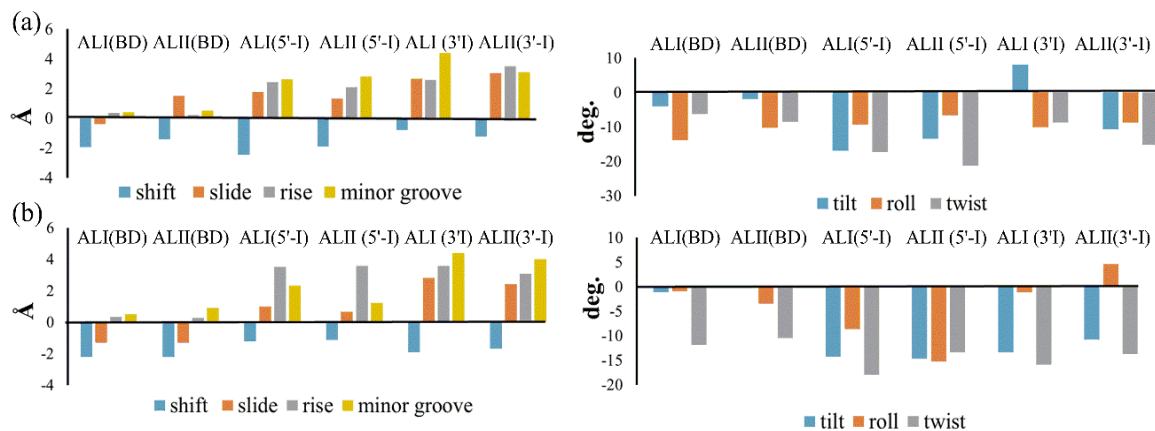 (a)
ALI(BD) ALII(BD) ALI(5'-I) ALII (5'-I) ALI (3'I) ALII(3'-I)
6
4
2
0
-2
-4
Å
shift slide rise minor groove
ALI(BD) ALII(BD) ALI(5'-I) ALII (5'-I) ALI (3'I) ALII(3'-I)
10
0
-10
-20
-30
deg.
tilt roll twist
(b)
ALI(BD) ALII(BD) ALI(5'-I) ALII (5'-I) ALI (3'I) ALII(3'-I)
6
4
2
0
-2
-4
Å
shift slide rise minor groove
ALI(BD) ALII(BD) ALI(5'-I) ALII (5'-I) ALI (3'I) ALII(3'-I)
10
5
0
-5
-10
-15
-20
deg.
tilt roll twist